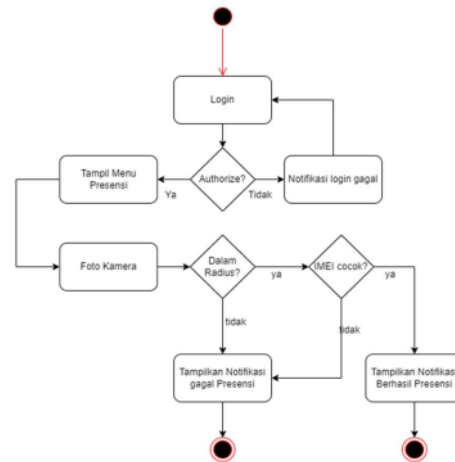 Login
Authorize?
Tampil Menu
Presensi
Ya
Tidak
Notifikasi login gagal
Foto Kamera
Dalam
Radius?
ya
IMEI cocok?
ya
tidak
tidak
Tampilkan Notifikasi
gagal Presensi
Tampilkan Notifikasi
Berhasil Presensi